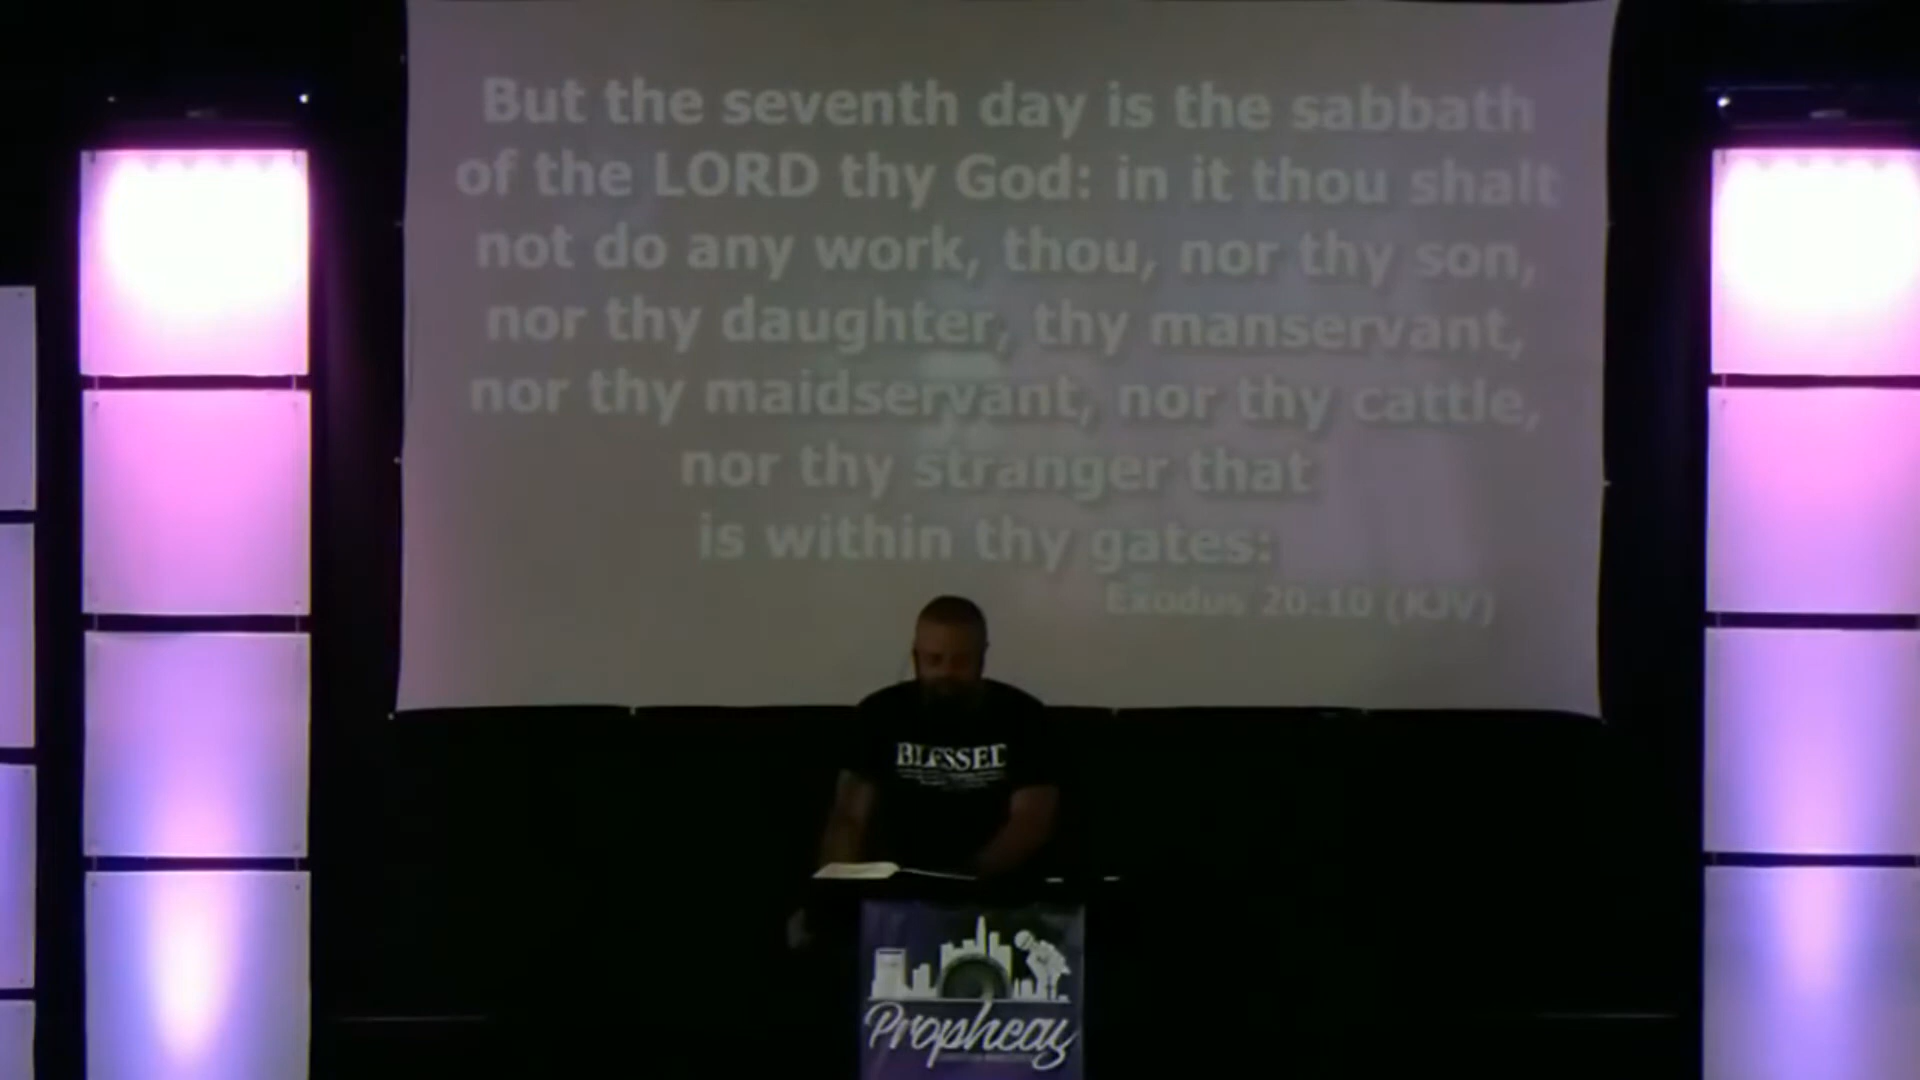 But the seventh day is the sabbath
of the LORD thy God: in it thou shalt
not do any work, thou, nor thy son,
nor thy daughter, thy manservant,
nor thy maidservant, nor thy cattle,
nor thy stranger that
is within thy gates:
Exodus 20:10 (KJV)
BLESSED
Propheaz